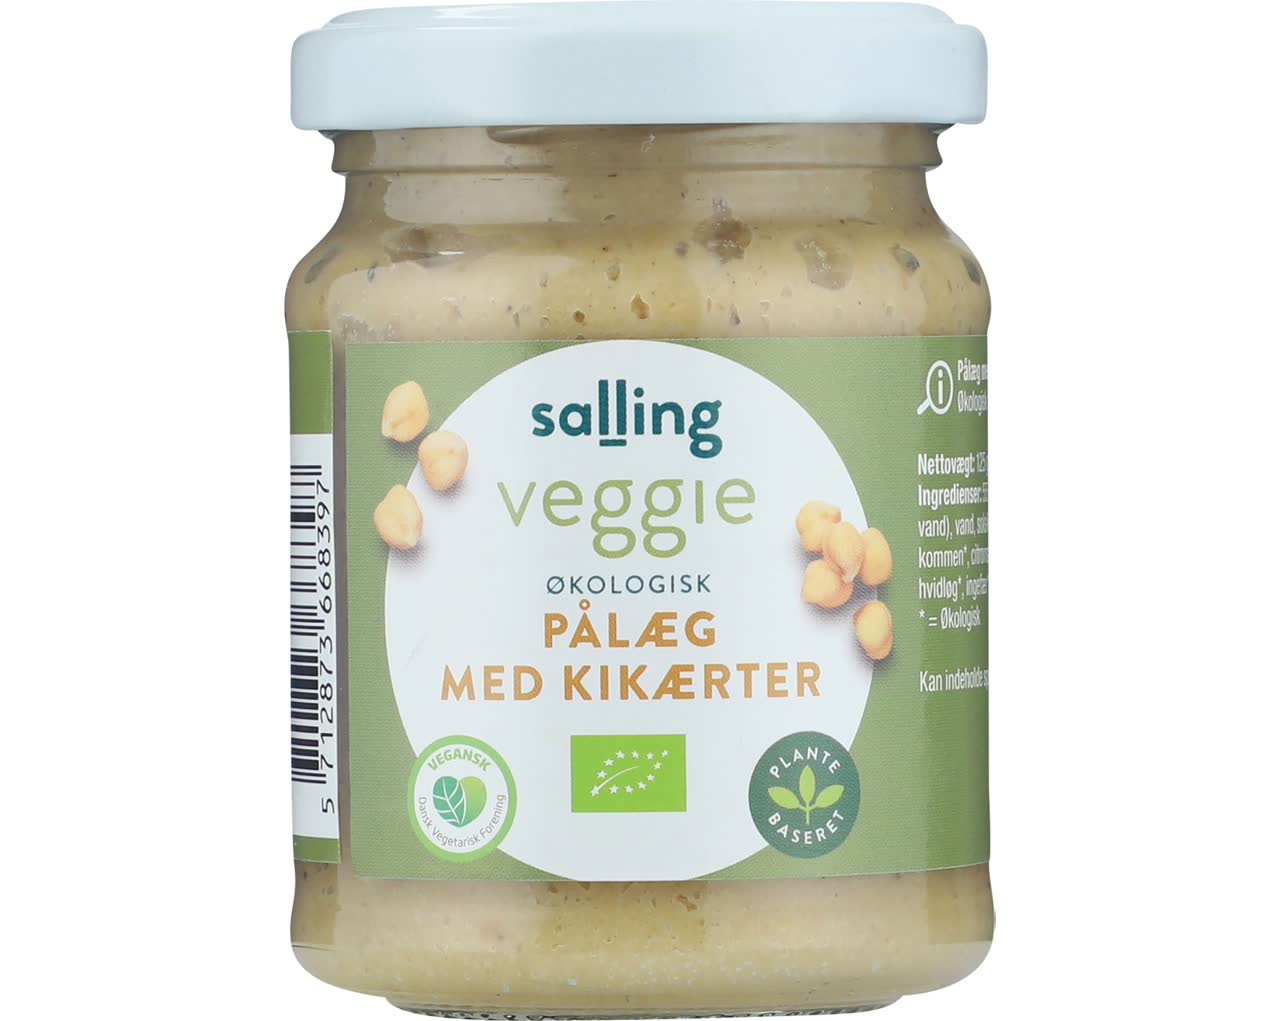 salling
veggie
ØKOLOGISK
PÅLÆG
MED KIKÆRTER
VEGANSK
Dansk Vegetarisk Forening
PLANTE
BASERET
5 712873 668397
i
Pålæg
Økologisk
Nettovægt: 125
Ingredienser:
vand), vand,
kommen*,
hvidløg*,
* = Økologisk
Kan indeholde